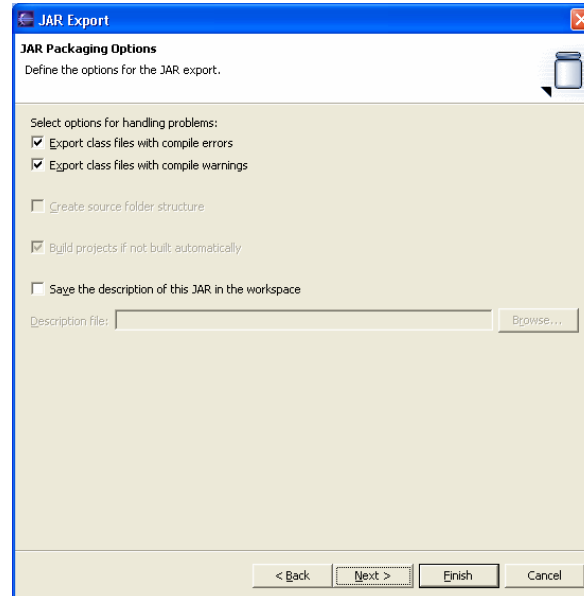 JAR Export
JAR Packaging Options
Define the options for the JAR export.
Select options for handling problems:
Export class files with compile errors
Export class files with compile warnings
Create source folder structure
Build projects if not built automatically
Save the description of this JAR in the workspace
Description file: Browse...
< Back Next > Finish Cancel